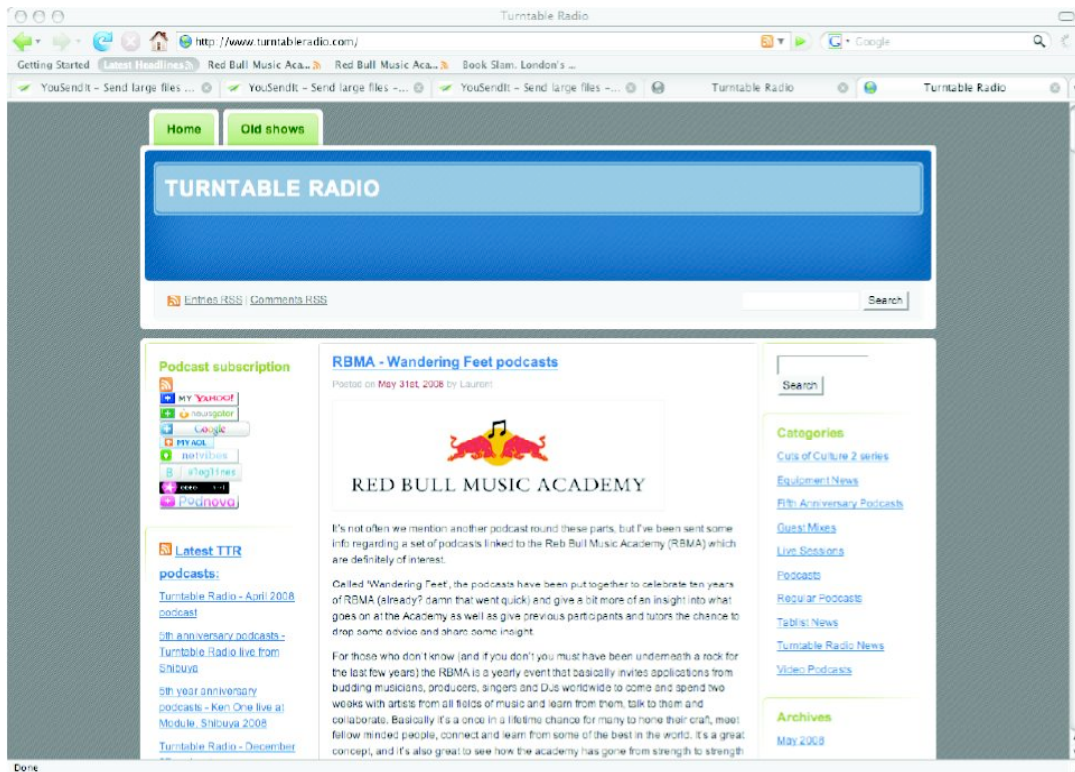 Turntable Radio
http://www.turntableradio.com/
Google
Getting Started
Latest Headlines
Red Bull Music Aca...
Red Bull Music Aca...
Book Slam. London's ...
YouSendIt - Send large files ...
YouSendIt - Send large files -...
YouSendIt - Send large files -...
Turntable Radio
Turntable Radio
Home
Old shows
TURNTABLE RADIO
Entries RSS | Comments RSS
Search
Podcast subscription
MY YAHOO!
newsgator
Google
MY AOL
netvibes
bloglines
Podnova
Latest TTR
podcasts:
Turntable Radio - April 2008
podcast
5th anniversary podcasts -
Turntable Radio live from
Shibuya
5th year anniversary
podcasts - Ken One live at
Module, Shibuya 2008
Turntable Radio - December
RBMA - Wandering Feet podcasts
Posted on May 31st, 2008 by Laurent
RED BULL MUSIC ACADEMY
It's not often we mention another podcast round these parts, but I've been sent some
info regarding a set of podcasts linked to the Reb Bull Music Academy (RBMA) which
are definitely of interest.
Called 'Wandering Feet', the podcasts have been put together to celebrate ten years
of RBMA (already? damn that went quick) and give a bit more of an insight into what
goes on at the Academy as well as give previous participants and tutors the chance to
drop some advice and share some insight.
For those who don't know (and if you don't you must have been underneath a rock for
the last few years) the RBMA is a yearly event that basically invites applications from
budding musicians, producers, singers and DJs worldwide to come and spend two
weeks with artists from all fields of music and learn from them, talk to them and
collaborate. Basically it's a once in a lifetime chance for many to hone their craft, meet
fellow minded people, connect and learn from some of the best in the world. It's a great
concept, and it's also great to see how the academy has gone from strength to strength
Search
Categories
Cuts of Culture 2 series
Equipment News
Fifth Anniversary Podcasts
Guest Mixes
Live Sessions
Podcasts
Regular Podcasts
Tablist News
Turntable Radio News
Video Podcasts
Archives
May 2008
Done